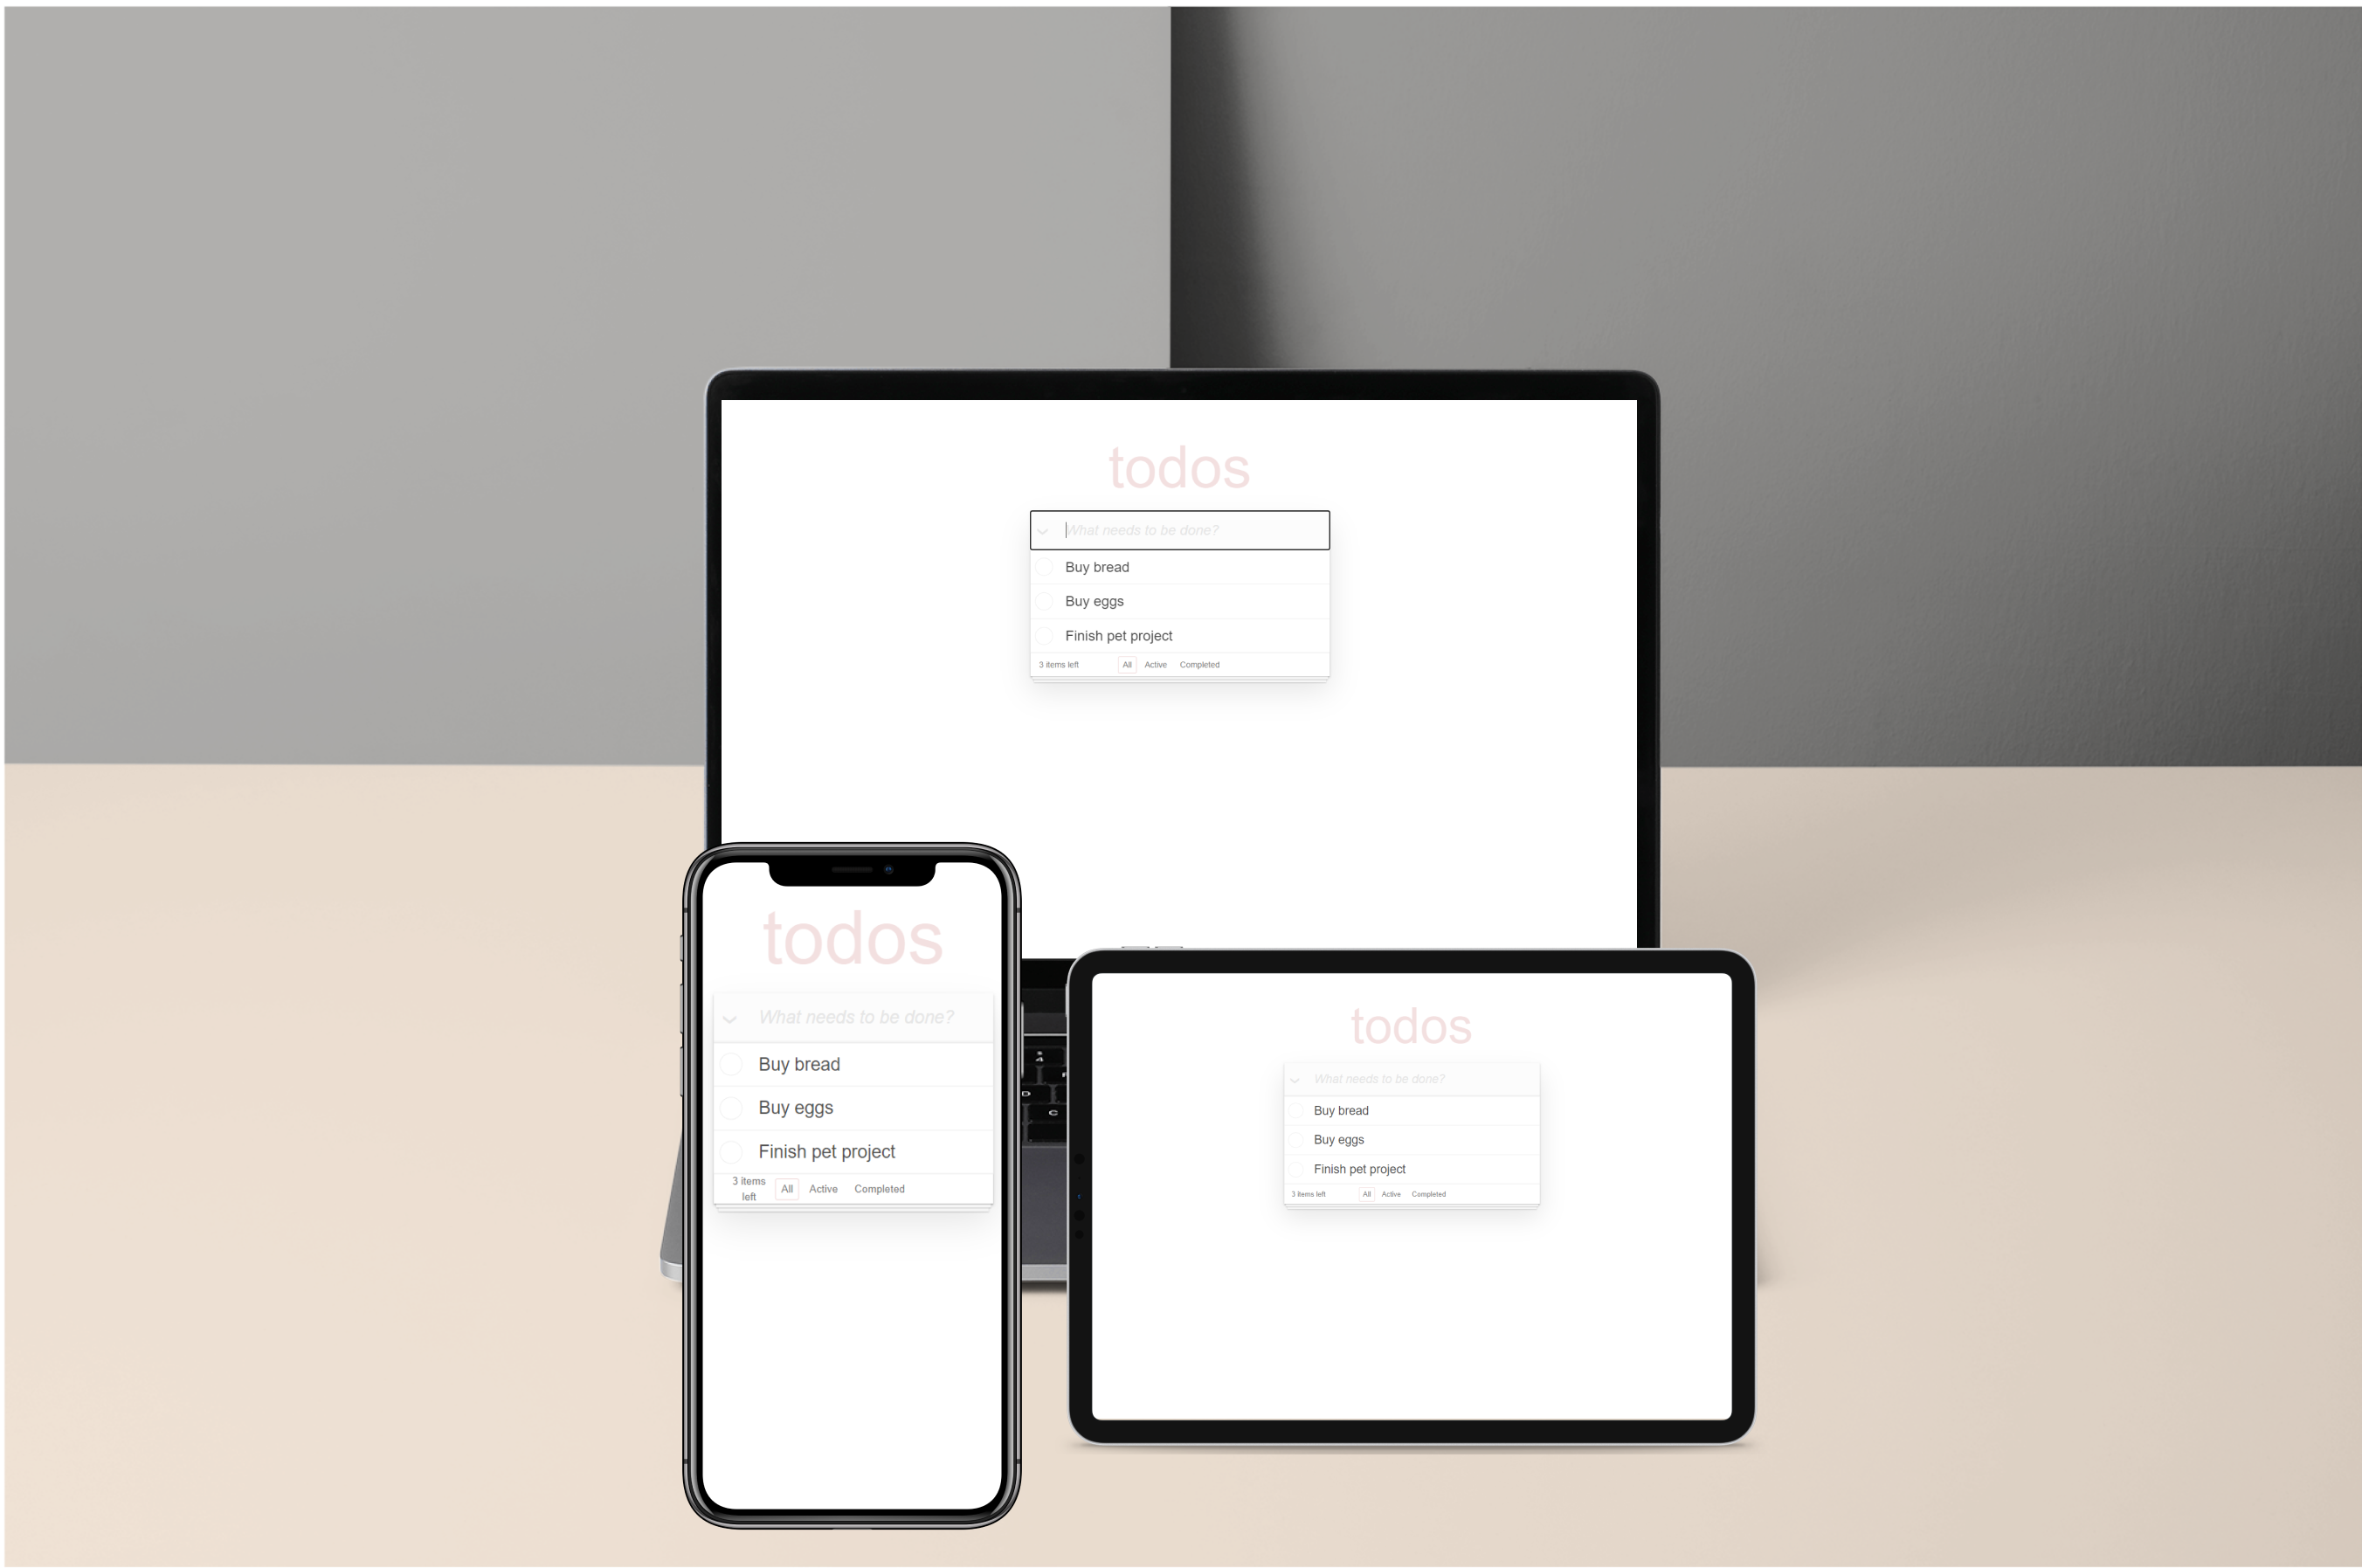 todos
What needs to be done?
Buy bread
Buy eggs
Finish pet project
3 items left All Active Completed
todos
What needs to be done?
Buy bread
Buy eggs
Finish pet project
3 items
left All Active Completed
todos
What needs to be done?
Buy bread
Buy eggs
Finish pet project
3 items left All Active Completed
D
C